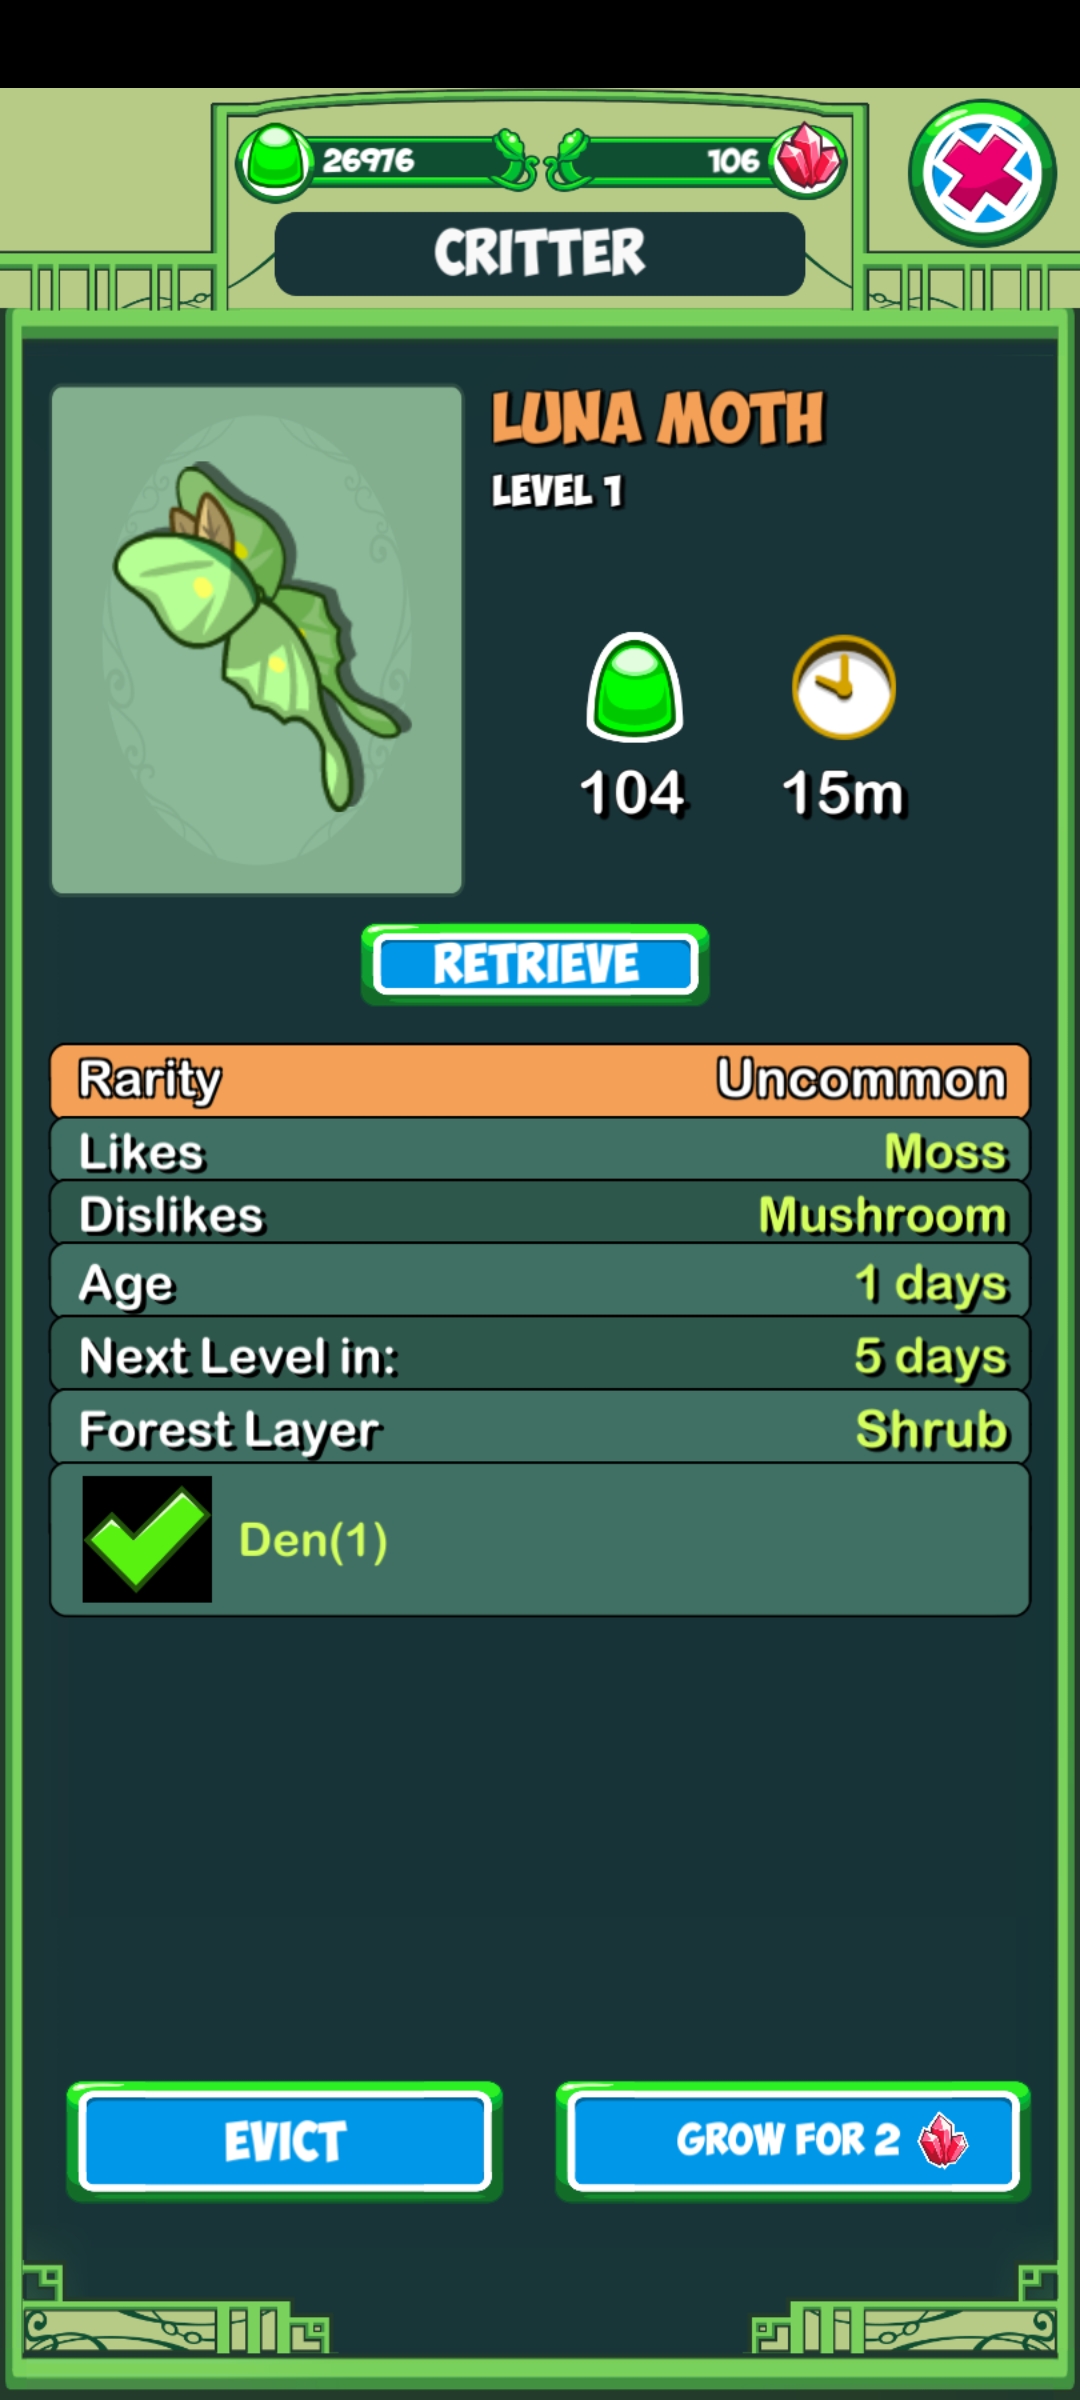 26976 106
CRITTER
LUNA MOTH
LEVEL 1
104 15m
RETRIEVE
Rarity Uncommon
Likes Moss
Dislikes Mushroom
Age 1 days
Next Level in: 5 days
Forest Layer Shrub
Den(1)
EVICT GROW FOR 2